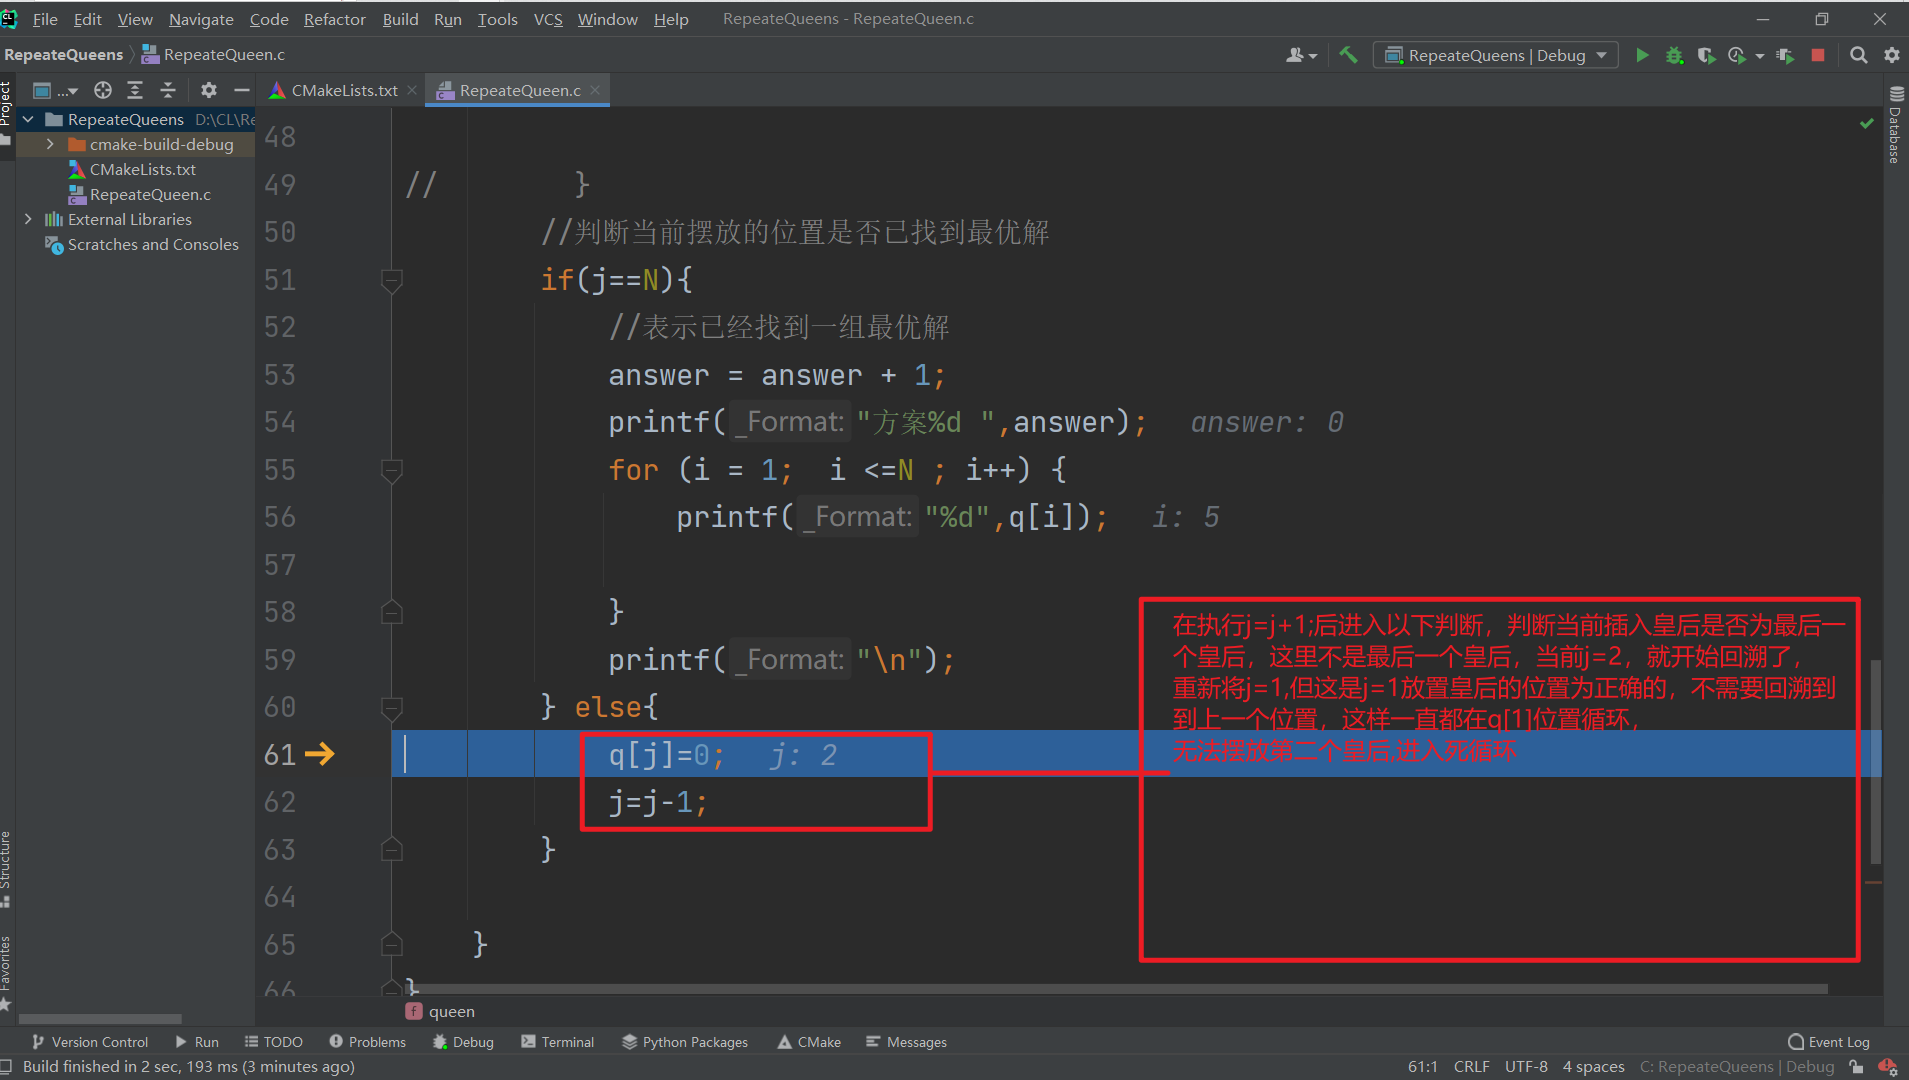 File Edit View Navigate Code Refactor Build Run Tools VCS Window Help RepeateQueens - RepeateQueen.c
RepeateQueens RepeateQueen.c RepeateQueens | Debug
... CMakeLists.txt RepeateQueen.c
Project
RepeateQueens D:\CL\Re
cmake-build-debug
CMakeLists.txt
RepeateQueen.c
External Libraries
Scratches and Consoles
Database
48
49 // }
50 //判断当前摆放的位置是否已找到最优解
51 if(j==N){
52 //表示已经找到一组最优解
53 answer = answer + 1;
54 printf( _Format: "方案%d ",answer); answer: 0
55 for (i = 1; i <=N ; i++) {
56 printf( _Format: "%d",q[i]); i: 5
57
58 }
59 printf( _Format: "\n");
60 } else{
61 q[j]=0; j: 2
62 j=j-1;
63 }
64
65 }
66 }
在执行j=j+1;后进入以下判断，判断当前插入皇后是否为最后一
个皇后，这里不是最后一个皇后，当前j=2，就开始回溯了，
重新将j=1,但这是j=1放置皇后的位置为正确的，不需要回溯到
到上一个位置，这样一直都在q[1]位置循环，
无法摆放第二个皇后,进入死循环
Structure
Favorites
f queen
Version Control Run TODO Problems Debug Terminal Python Packages CMake Messages Event Log
Build finished in 2 sec, 193 ms (3 minutes ago) 61:1 CRLF UTF-8 4 spaces C: RepeateQueens | Debug